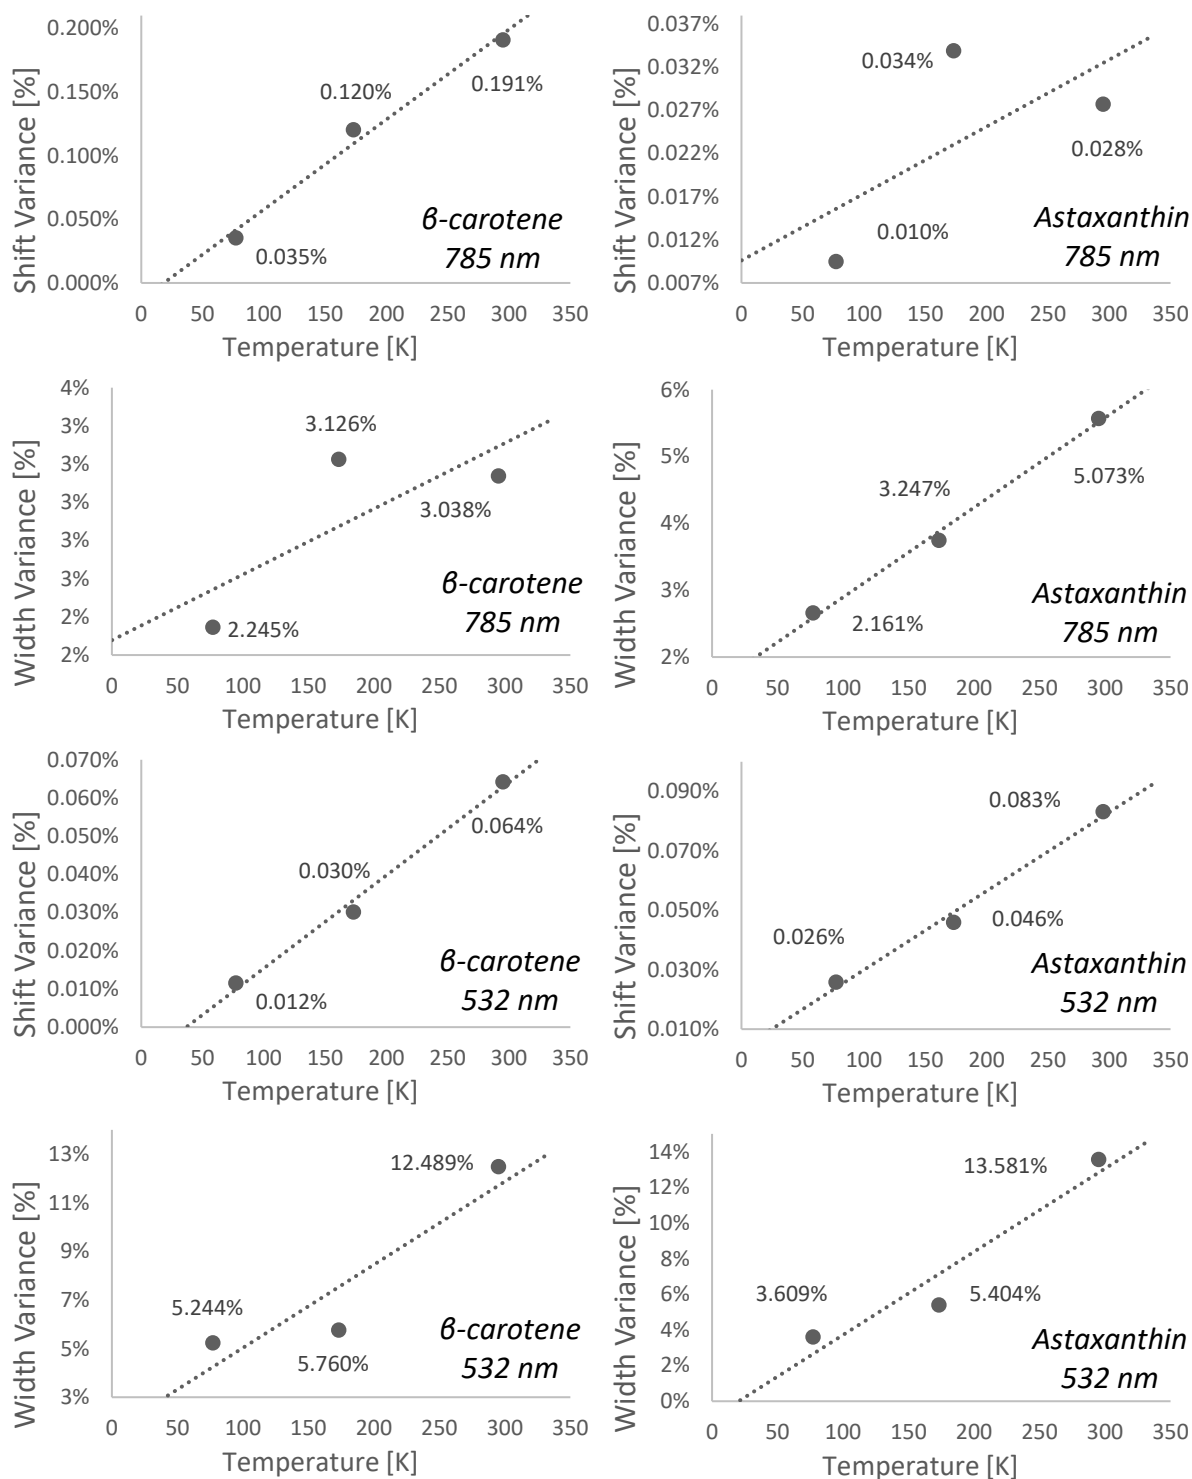 Shift Variance [%]
0.200%
0.150%
0.100%
0.050%
0.000%
0.120%
0.191%
0.035%
β-carotene
785 nm
0 50 100 150 200 250 300 350
Temperature [K]
Shift Variance [%]
0.037%
0.032%
0.027%
0.022%
0.017%
0.012%
0.007%
0.034%
0.028%
0.010%
Astaxanthin
785 nm
0 50 100 150 200 250 300 350
Temperature [K]
Width Variance [%]
4%
3%
3%
3%
3%
3%
2%
2%
3.126%
3.038%
2.245%
β-carotene
785 nm
0 50 100 150 200 250 300 350
Temperature [K]
Width Variance [%]
6%
5%
4%
3%
2%
3.247%
5.073%
2.161%
Astaxanthin
785 nm
0 50 100 150 200 250 300 350
Temperature [K]
Shift Variance [%]
0.070%
0.060%
0.050%
0.040%
0.030%
0.020%
0.010%
0.000%
0.064%
0.030%
0.012%
β-carotene
532 nm
0 50 100 150 200 250 300 350
Temperature [K]
Shift Variance [%]
0.090%
0.070%
0.050%
0.030%
0.010%
0.083%
0.046%
0.026%
Astaxanthin
532 nm
0 50 100 150 200 250 300 350
Temperature [K]
Width Variance [%]
13%
11%
9%
7%
5%
3%
12.489%
5.244%
5.760%
β-carotene
532 nm
0 50 100 150 200 250 300 350
Temperature [K]
Width Variance [%]
14%
12%
10%
8%
6%
4%
2%
0%
13.581%
3.609%
5.404%
Astaxanthin
532 nm
0 50 100 150 200 250 300 350
Temperature [K]